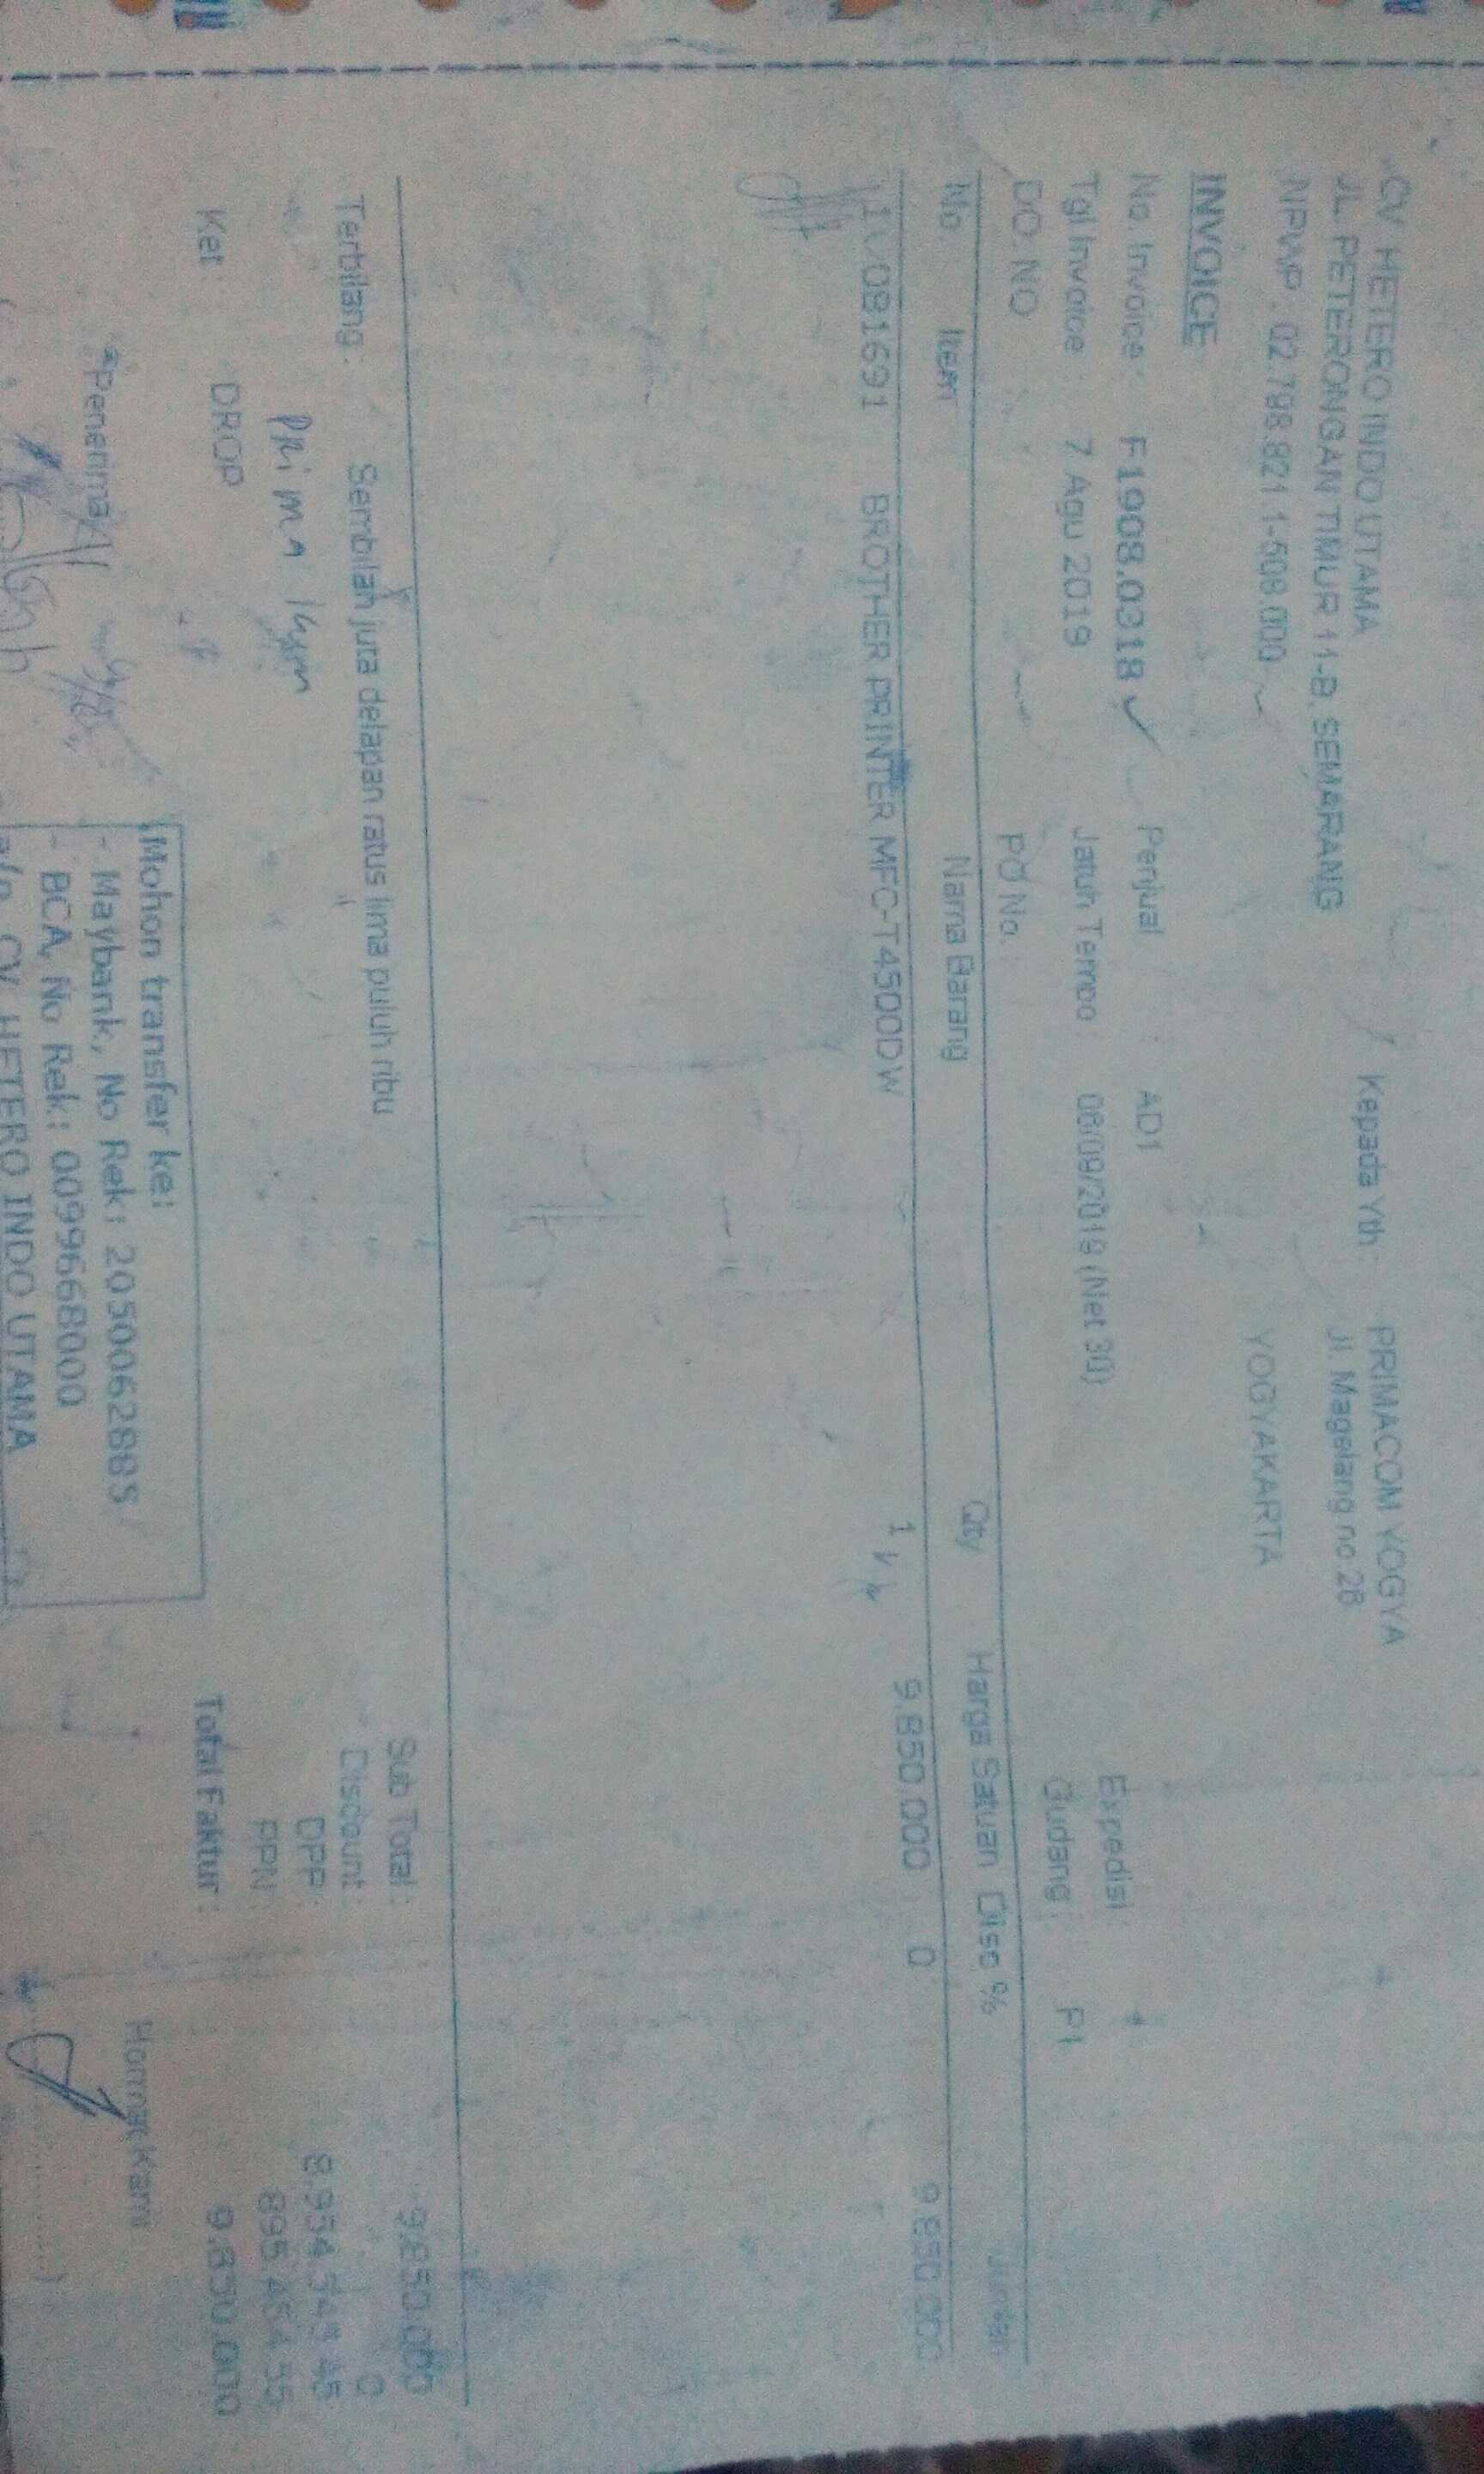 CV. HETERO INDO UTAMA
JL. PETERONGAN TIMUR 11-B, SEMARANG
NPWP : 02.798.821.1-508.000
Kepada Yth : PRIMACOM YOGYA
Jl. Magelang no 28
YOGYAKARTA
INVOICE
No. Invoice : F1908.0318 Penjual : ADI Expedisi :
Tgl Invoice : 7 Agu 2019 Jatuh Tempo 06/09/2019 (Net 30) Gudang : P1
DO. NO PO No.
No Item Nama Barang Qty Harga Satuan Disc % Jumlah
1 081691 BROTHER PRINTER MFC-T4500DW 1 9.850.000 0 9.850.000
Terbilang : Sembilan juta delapan ratus lima puluh ribu
Sub Total : 9.850.000
Discount : 0
DPP : 8.954.545,45
PPN : 895.454,55
Total Faktur : 9.850.000
Prima
Ket : DROP
Penerima
Mohon transfer ke:
- Maybank, No Rek: 2050062885
- BCA, No Rek: 0099668000
a/n. CV. HETERO INDO UTAMA
Hormat Kami